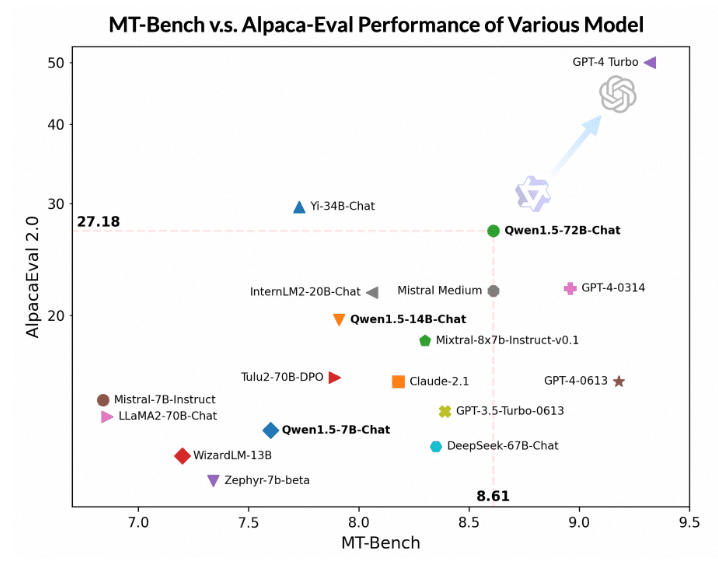 MT-Bench v.s. Alpaca-Eval Performance of Various Model
50
GPT-4 Turbo
40
30
Yi-34B-Chat
27.18
Qwen1.5-72B-Chat
InternLM2-20B-Chat
Mistral Medium
GPT-4-0314
20
Qwen1.5-14B-Chat
Mixtral-8x7b-Instruct-v0.1
Tulu2-70B-DPO
Claude-2.1
GPT-4-0613
Mistral-7B-Instruct
LLaMA2-70B-Chat
GPT-3.5-Turbo-0613
Qwen1.5-7B-Chat
DeepSeek-67B-Chat
WizardLM-13B
Zephyr-7b-beta
8.61
AlpacaEval 2.0
7.0
7.5
8.0
8.5
9.0
9.5
MT-Bench